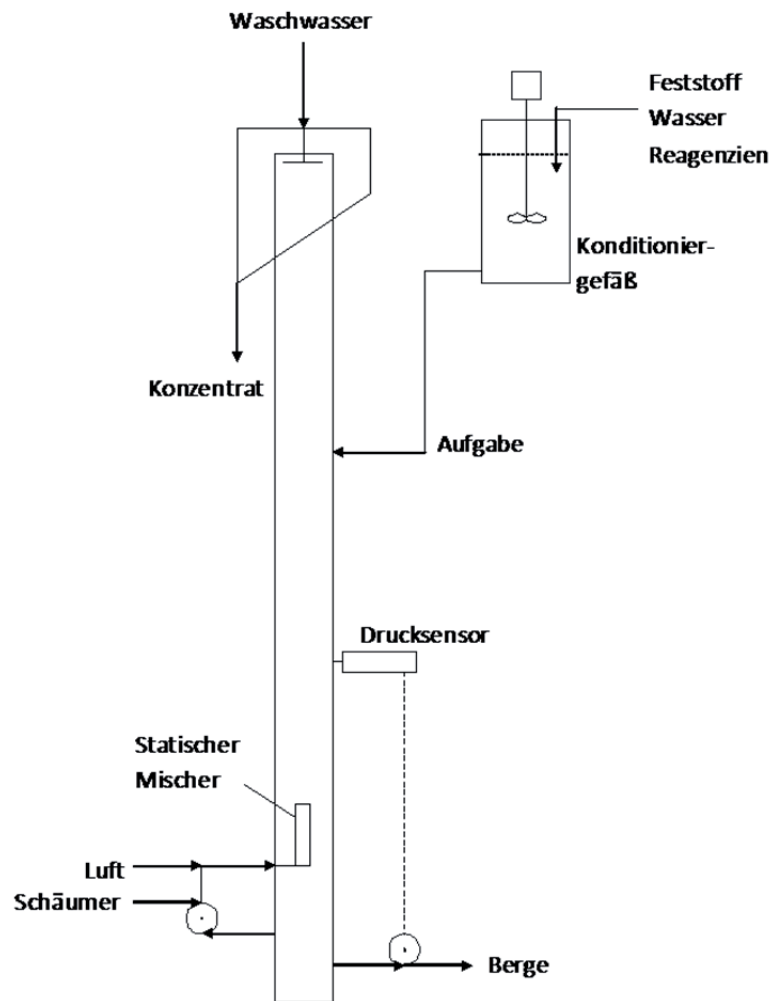 Waschwasser
Feststoff
Wasser
Reagenzien
Konditionier-
gefäß
Konzentrat
Aufgabe
Drucksensor
Statischer
Mischer
Luft
Schäumer
Berge